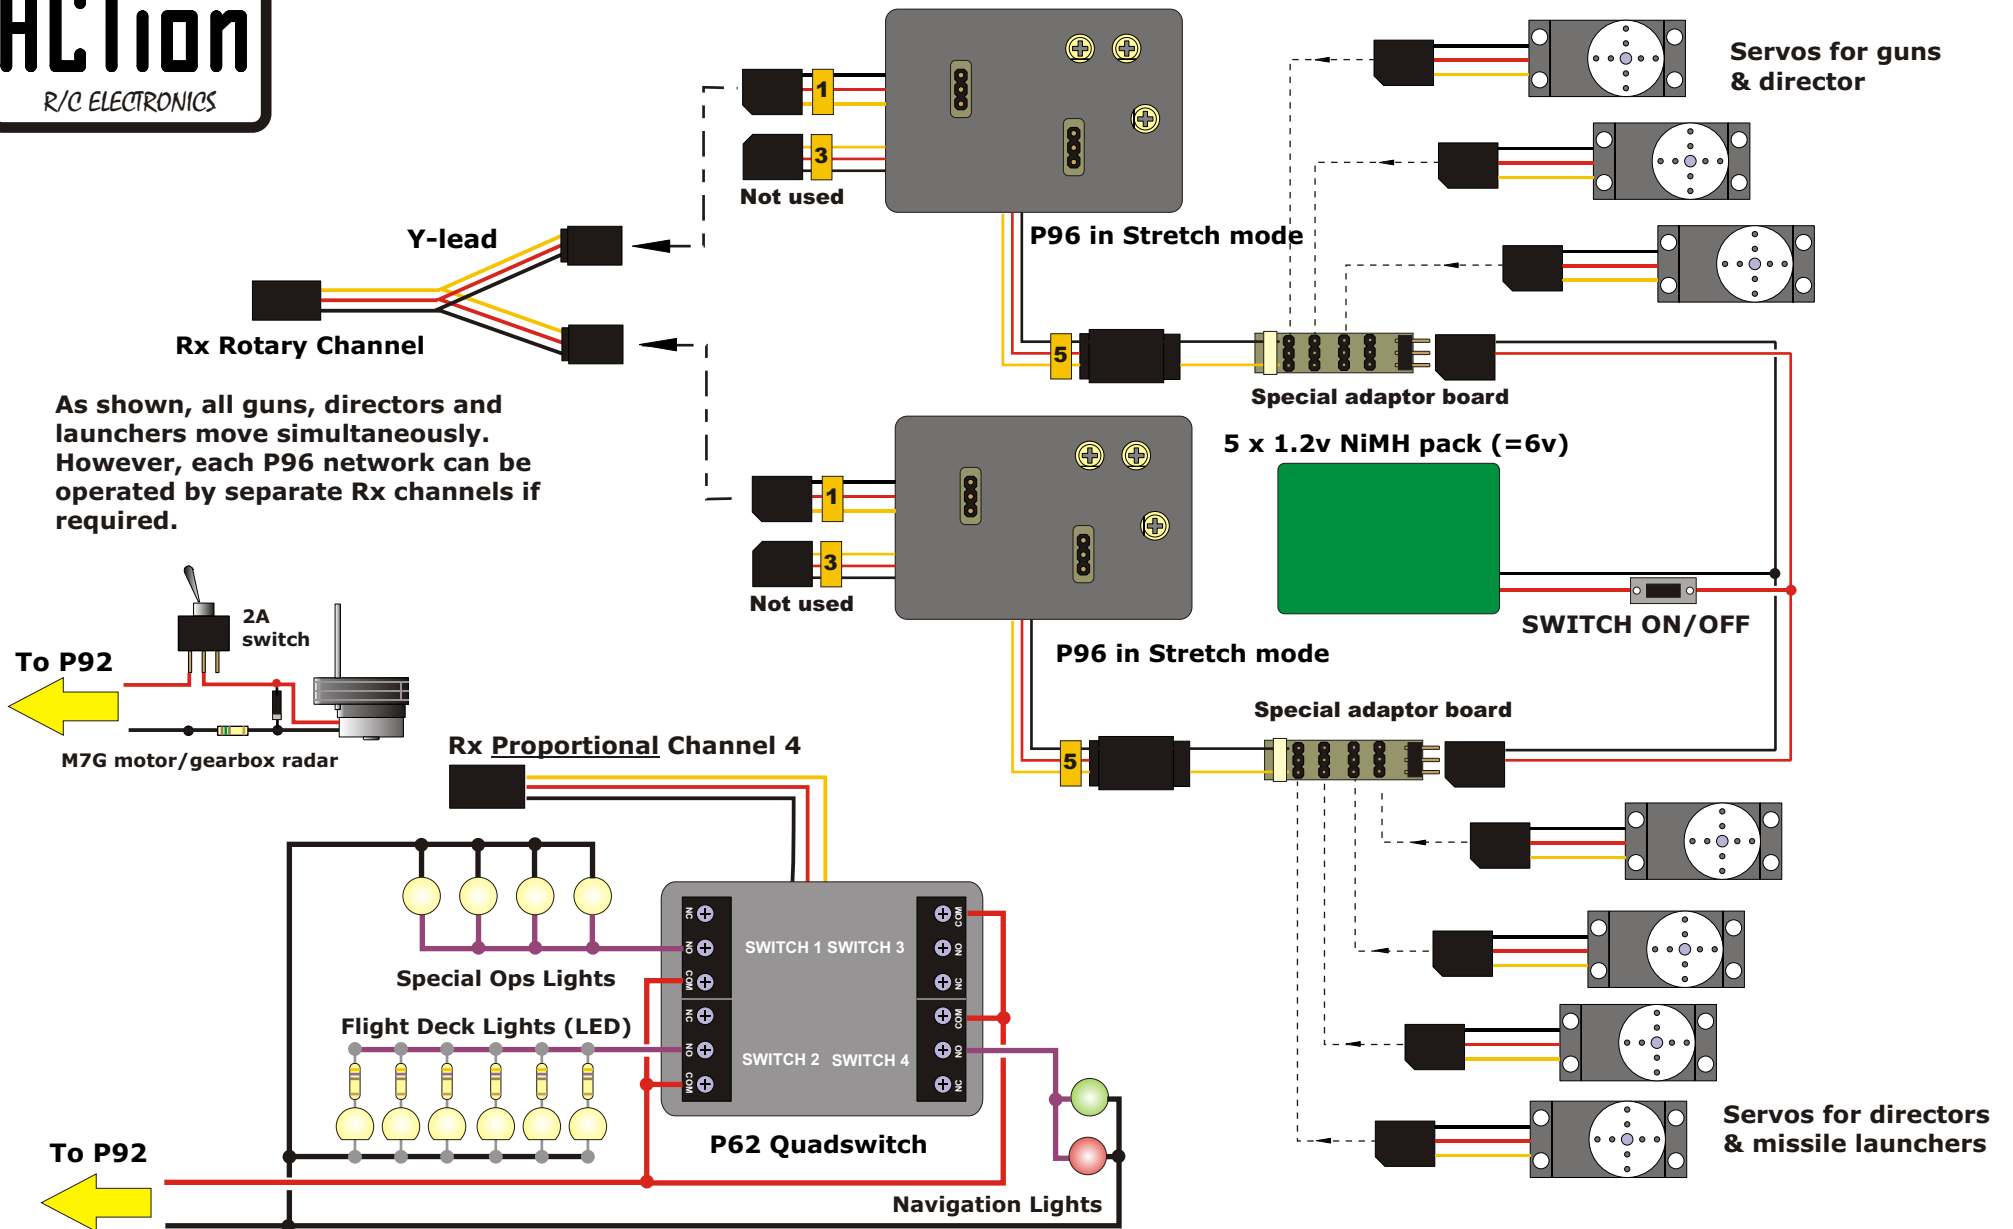 ACTion
R/C ELECTRONICS
1
3
Not used
Servos for guns
& director
Y-lead
P96 in Stretch mode
Rx Rotary Channel
5
Special adaptor board
As shown, all guns, directors and
launchers move simultaneously.
However, each P96 network can be
operated by separate Rx channels if
required.
5 x 1.2v NiMH pack (=6v)
1
3
Not used
SWITCH ON/OFF
2A
switch
To P92
M7G motor/gearbox radar
P96 in Stretch mode
5
Special adaptor board
Rx Proportional Channel 4
NC
NO
COM
NC
NO
COM
SWITCH 1 SWITCH 3
SWITCH 2 SWITCH 4
COM
NO
NC
COM
NO
NC
Special Ops Lights
Flight Deck Lights (LED)
P62 Quadswitch
To P92
Navigation Lights
Servos for directors
& missile launchers